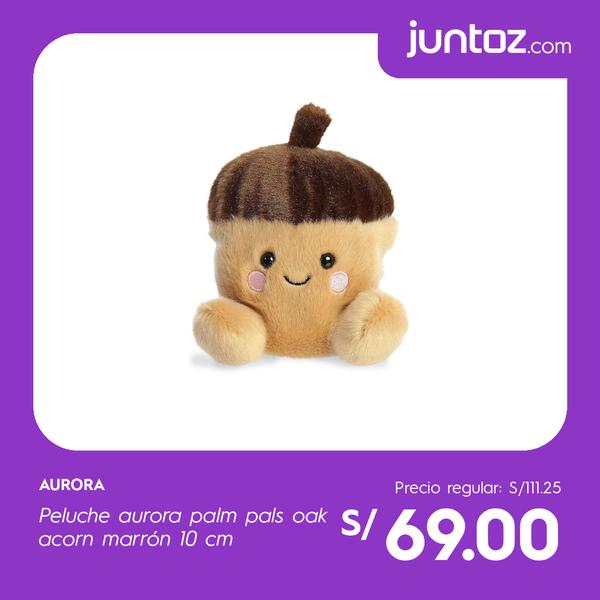 juntoz.com
AURORA
Peluche aurora palm pals oak
acorn marrón 10 cm
Precio regular: S/111.25
S/69.00